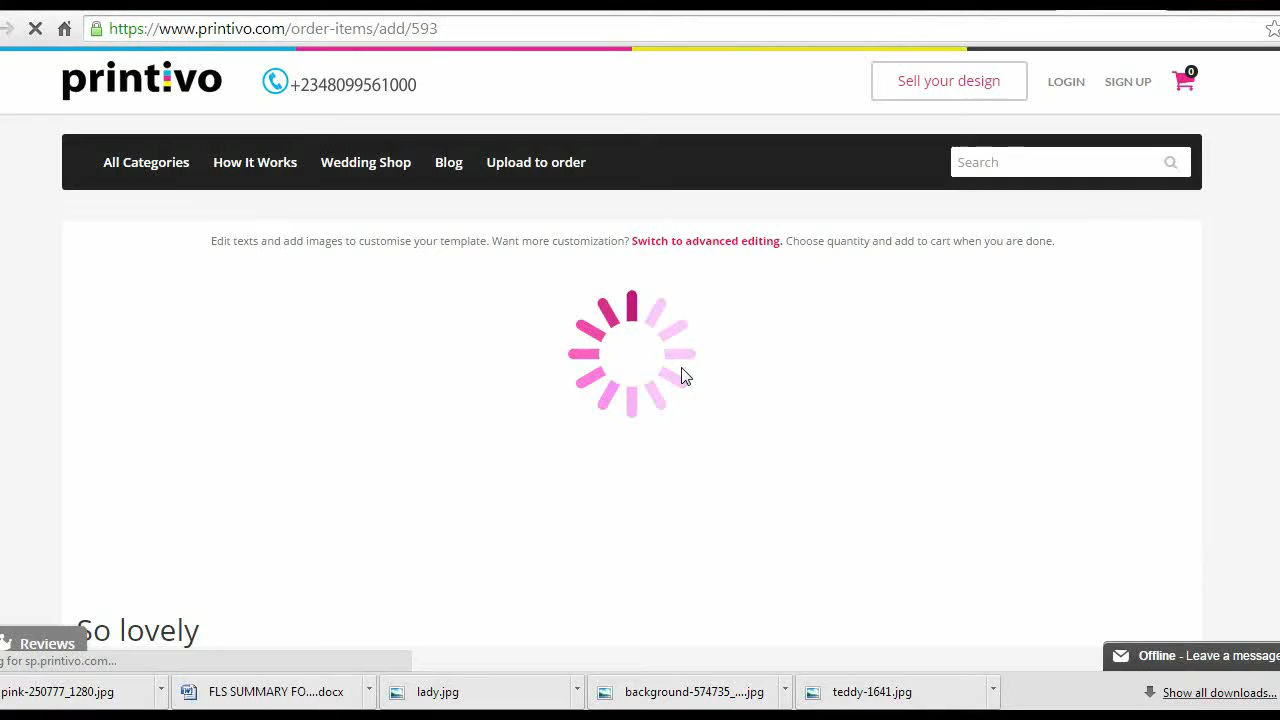 https://www.printivo.com/order-items/add/593
printivo
+2348099561000
Sell your design
LOGIN
SIGN UP
0
All Categories
How It Works
Wedding Shop
Blog
Upload to order
Search
Edit texts and add images to customise your template. Want more customization? Switch to advanced editing. Choose quantity and add to cart when you are done.
So lovely
Reviews
g for sp.printivo.com...
Offline - Leave a message
pink-250777_1280.jpg
FLS SUMMARY FO....docx
lady.jpg
background-574735_...jpg
teddy-1641.jpg
Show all downloads...